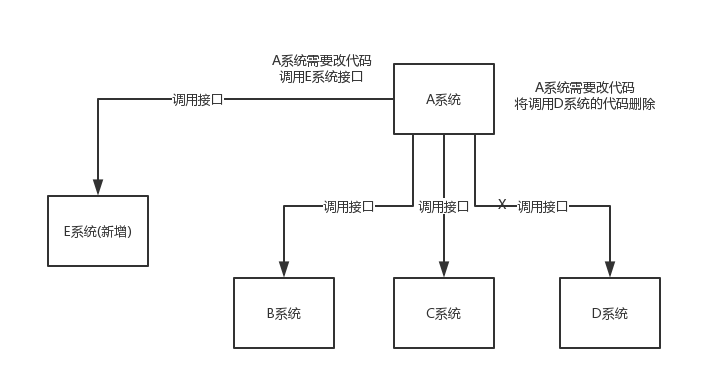 A系统需要改代码
调用E系统接口
A系统
A系统需要改代码
将调用D系统的代码删除
调用接口
E系统(新增)
调用接口
调用接口
X
调用接口
B系统
C系统
D系统